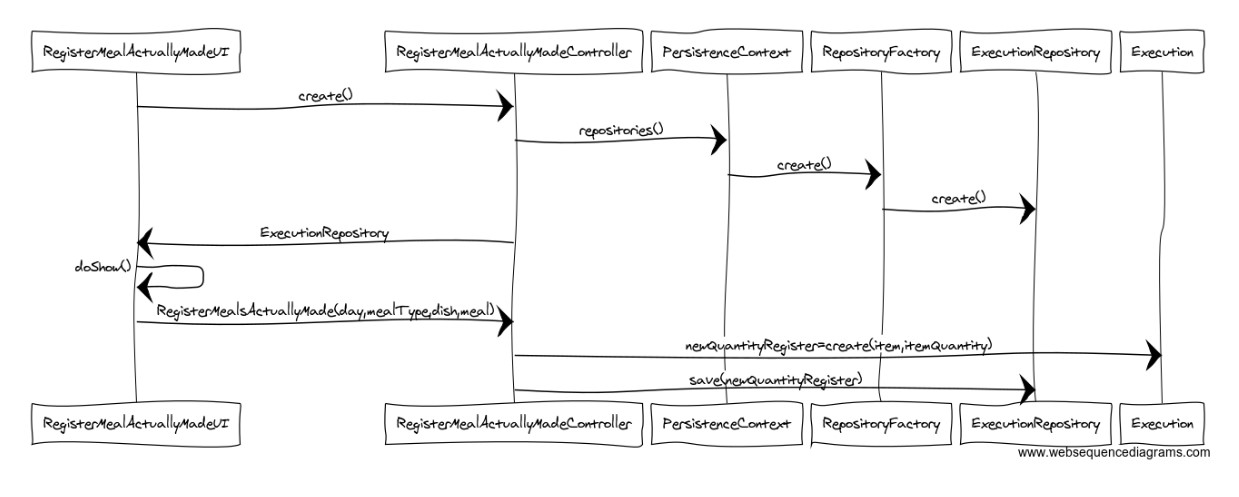 RegisterMealActuallyMadeUI RegisterMealActuallyMadeController PersistenceContext RepositoryFactory ExecutionRepository Execution
create()
repositories()
create()
create()
ExecutionRepository
doShow()
RegisterMealsActuallyMade(day,mealType,dish,meal)
newQuantityRegister=create(item,itemQuantity)
save(newQuantityRegister)
RegisterMealActuallyMadeUI RegisterMealActuallyMadeController PersistenceContext RepositoryFactory ExecutionRepository Execution
www.websequencediagrams.com